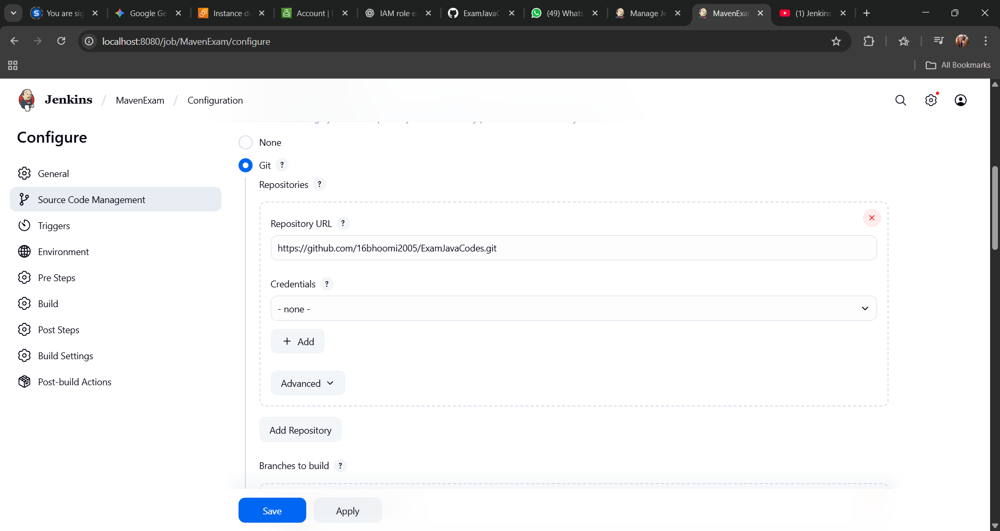 You are sig
Google Ge
Instance de
Account | E
IAM role e
ExamJavaC
(49) Whats
Manage Je
MavenExa
(1) Jenkins
localhost:8080/job/MavenExam/configure
All Bookmarks
Jenkins / MavenExam / Configuration
Configure
General
Source Code Management
Triggers
Environment
Pre Steps
Build
Post Steps
Build Settings
Post-build Actions
None
Git ?
Repositories ?
Repository URL ?
https://github.com/16bhoomi2005/ExamJavaCodes.git
Credentials ?
- none -
+ Add
Advanced
Add Repository
Branches to build ?
Save
Apply